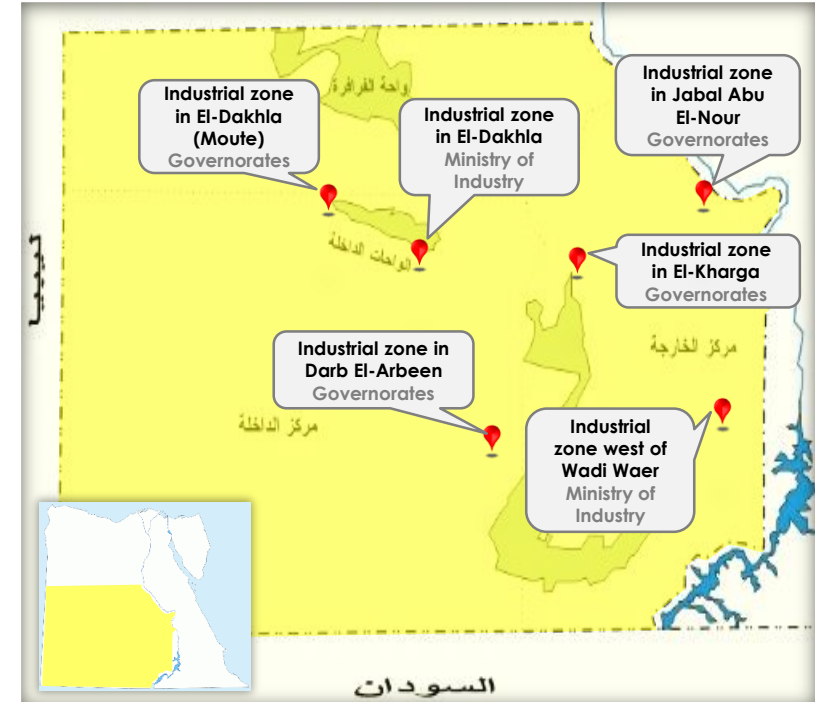 واحة الفرافرة
Industrial zone
in El-Dakhla
(Moute)
Governorates
Industrial zone
in El-Dakhla
Ministry of
Industry
Industrial zone
in Jabal Abu
El-Nour
Governorates
ليبيا
الواحات الداخلة
Industrial zone
in El-Kharga
Governorates
مركز الخارجة
Industrial zone in
Darb El-Arbeen
Governorates
مركز الداخلة
Industrial
zone west of
Wadi Waer
Ministry of
Industry
السودان